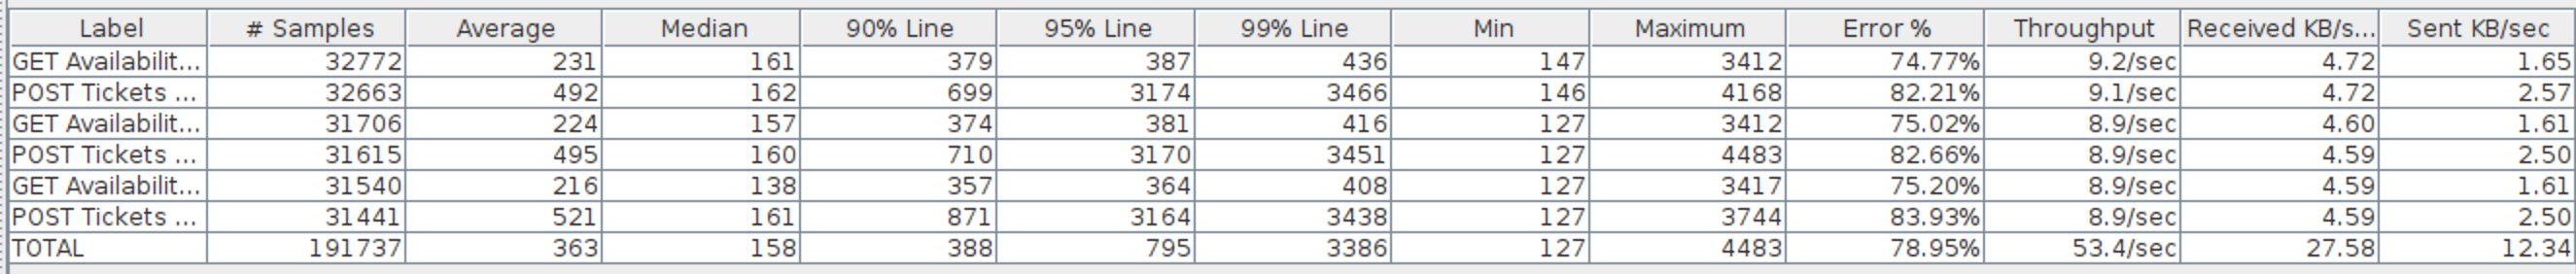 Label # Samples Average Median 90% Line 95% Line 99% Line Min Maximum Error % Throughput Received KB/s... Sent KB/sec
GET Availabilit... 32772 231 161 379 387 436 147 3412 74.77% 9.2/sec 4.72 1.65
POST Tickets ... 32663 492 162 699 3174 3466 146 4168 82.21% 9.1/sec 4.72 2.57
GET Availabilit... 31706 224 157 374 381 416 127 3412 75.02% 8.9/sec 4.60 1.61
POST Tickets ... 31615 495 160 710 3170 3451 127 4483 82.66% 8.9/sec 4.59 2.50
GET Availabilit... 31540 216 138 357 364 408 127 3417 75.20% 8.9/sec 4.59 1.61
POST Tickets ... 31441 521 161 871 3164 3438 127 3744 83.93% 8.9/sec 4.59 2.50
TOTAL 191737 363 158 388 795 3386 127 4483 78.95% 53.4/sec 27.58 12.34